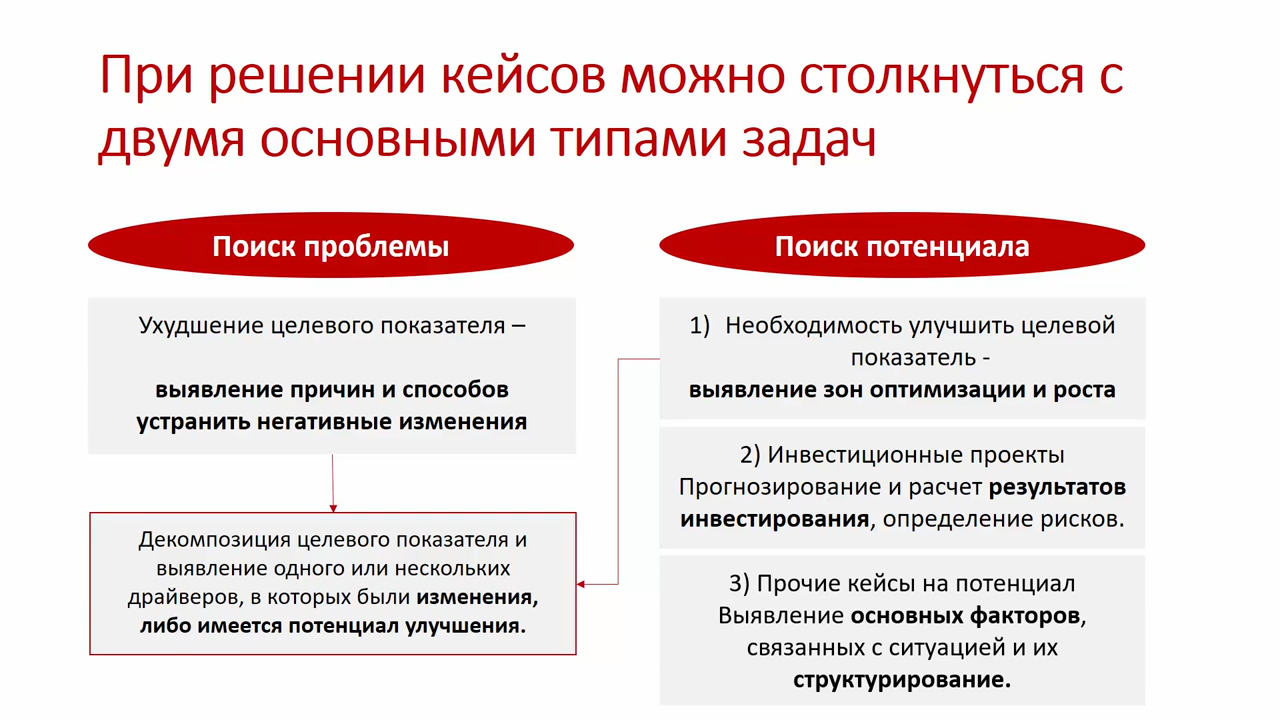 При решении кейсов можно столкнуться с
двумя основными типами задач
Поиск проблемы
Ухудшение целевого показателя –
выявление причин и способов
устранить негативные изменения
Декомпозиция целевого показателя и
выявление одного или нескольких
драйверов, в которых были изменения,
либо имеется потенциал улучшения.
Поиск потенциала
1) Необходимость улучшить целевой
показатель -
выявление зон оптимизации и роста
2) Инвестиционные проекты
Прогнозирование и расчет результатов
инвестирования, определение рисков.
3) Прочие кейсы на потенциал
Выявление основных факторов,
связанных с ситуацией и их
структурирование.